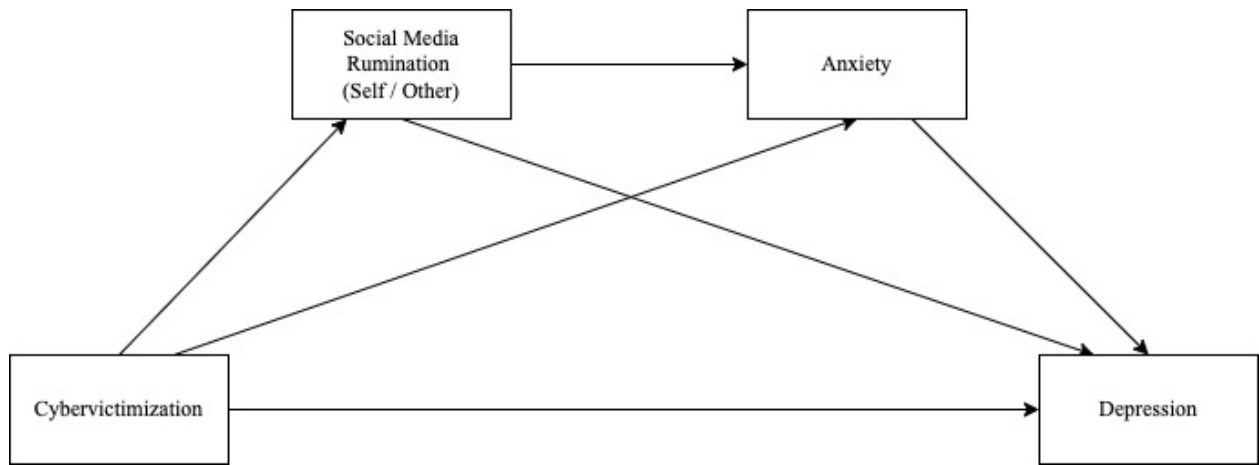 Social Media
Rumination
(Self / Other)
Anxiety
Cybervictimization
Depression